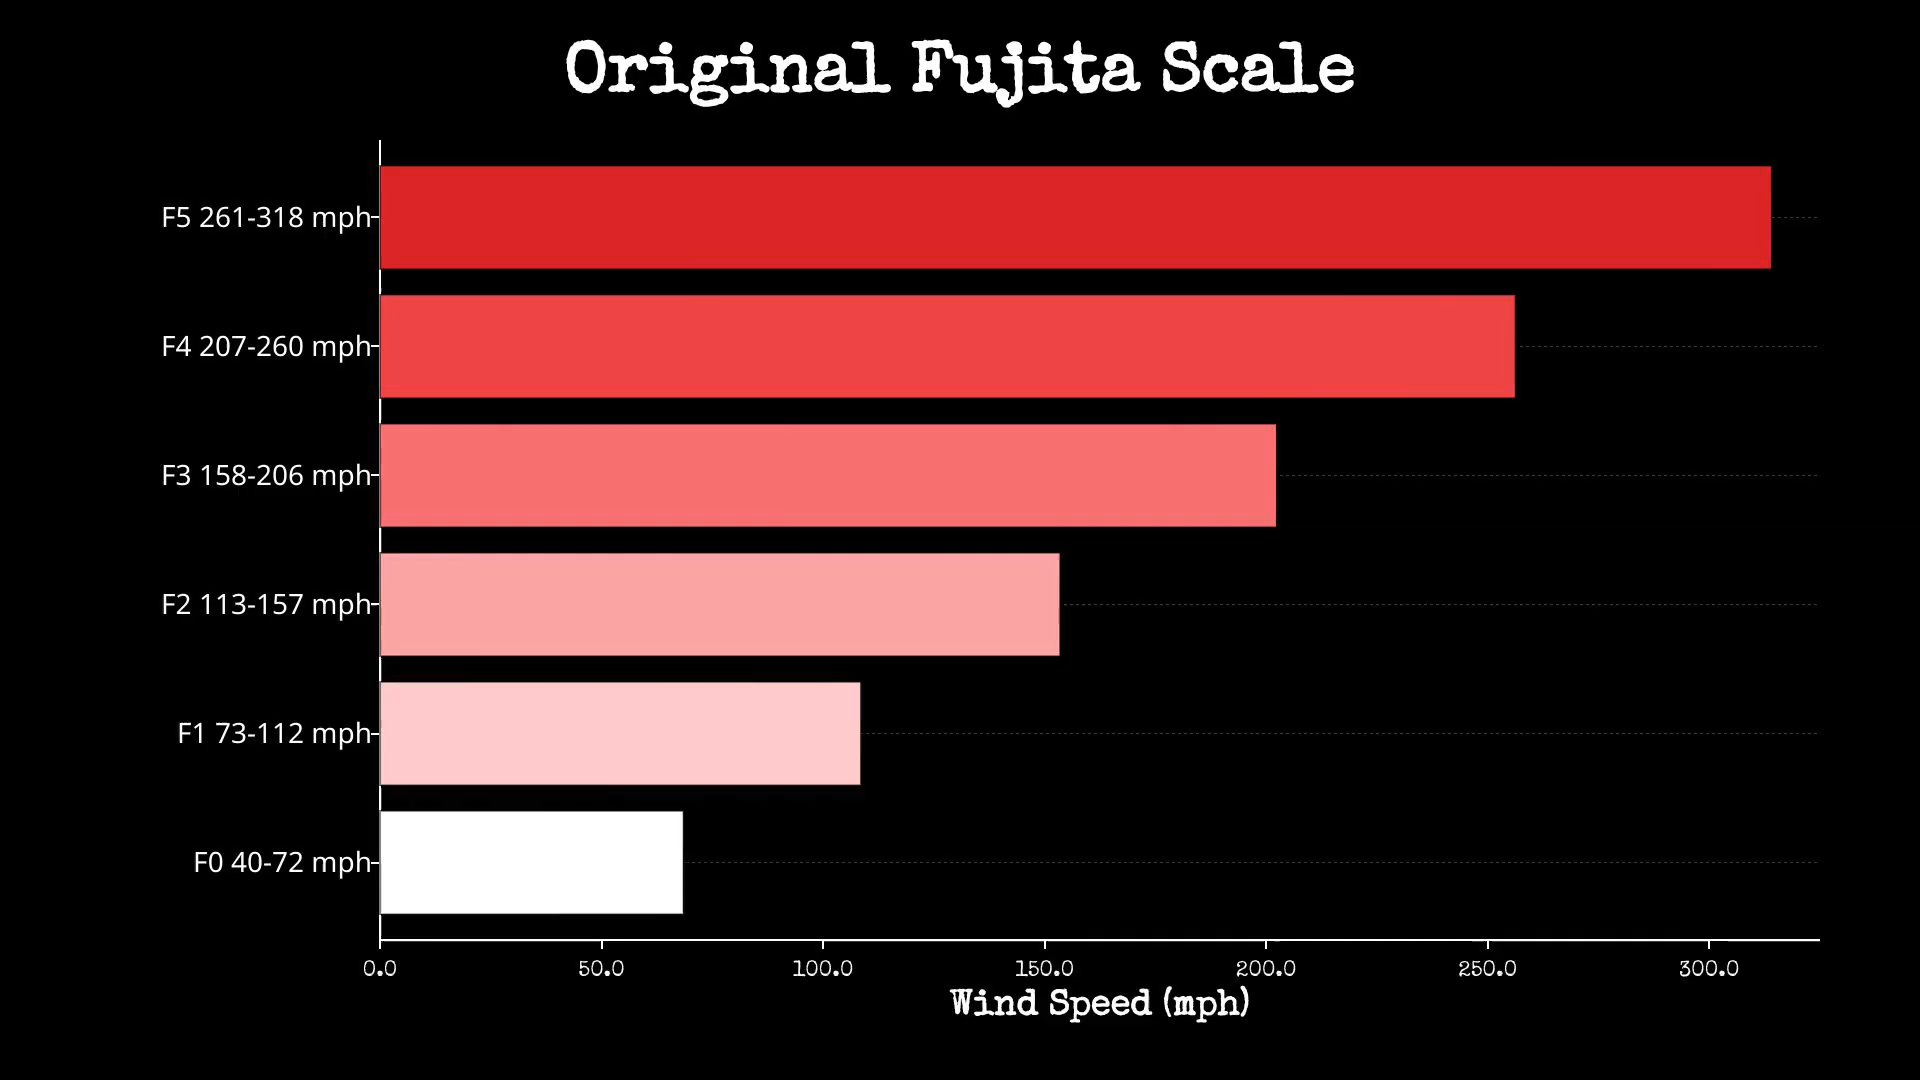 Original Fujita Scale
F5 261-318 mph
F4 207-260 mph
F3 158-206 mph
F2 113-157 mph
F1 73-112 mph
F0 40-72 mph
0.0 50.0 100.0 150.0 200.0 250.0 300.0
Wind Speed (mph)